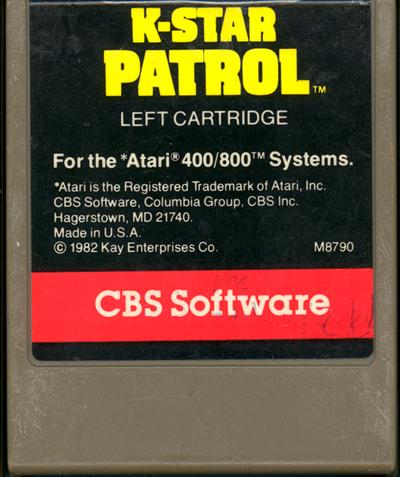 K-STAR
PATROL™
LEFT CARTRIDGE
For the *Atari® 400/800™ Systems.
*Atari is the Registered Trademark of Atari, Inc.
CBS Software, Columbia Group, CBS Inc.
Hagerstown, MD 21740.
Made in U.S.A.
© 1982 Kay Enterprises Co. M8790
CBS Software